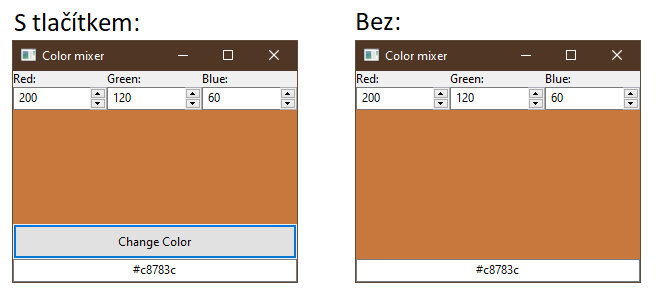 S tlačítkem:
Color mixer
Red: Green: Blue:
200 120 60
Change Color
#c8783c
Bez:
Color mixer
Red: Green: Blue:
200 120 60
#c8783c